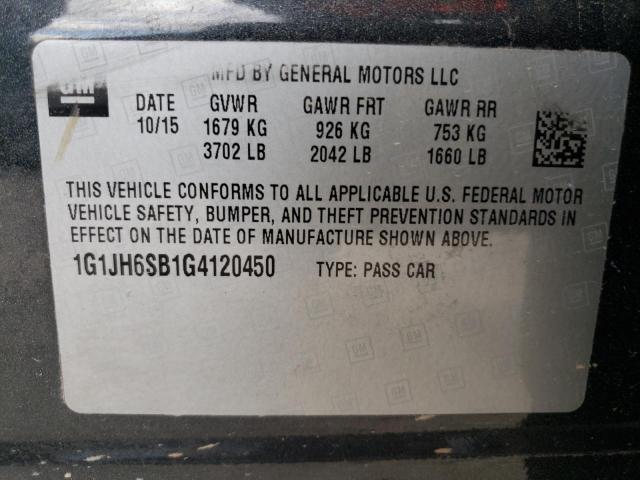 GM
MFD BY GENERAL MOTORS LLC
DATE GVWR GAWR FRT GAWR RR
10/15 1679 KG 926 KG 753 KG
3702 LB 2042 LB 1660 LB
THIS VEHICLE CONFORMS TO ALL APPLICABLE U.S. FEDERAL MOTOR
VEHICLE SAFETY, BUMPER, AND THEFT PREVENTION STANDARDS IN
EFFECT ON THE DATE OF MANUFACTURE SHOWN ABOVE.
1G1JH6SB1G4120450 TYPE: PASS CAR